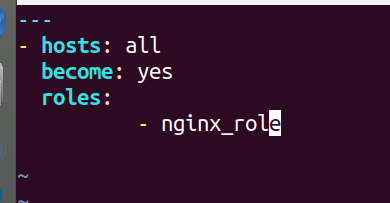 ---
- hosts: all
  become: yes
  roles:
          - nginx_role
~
~